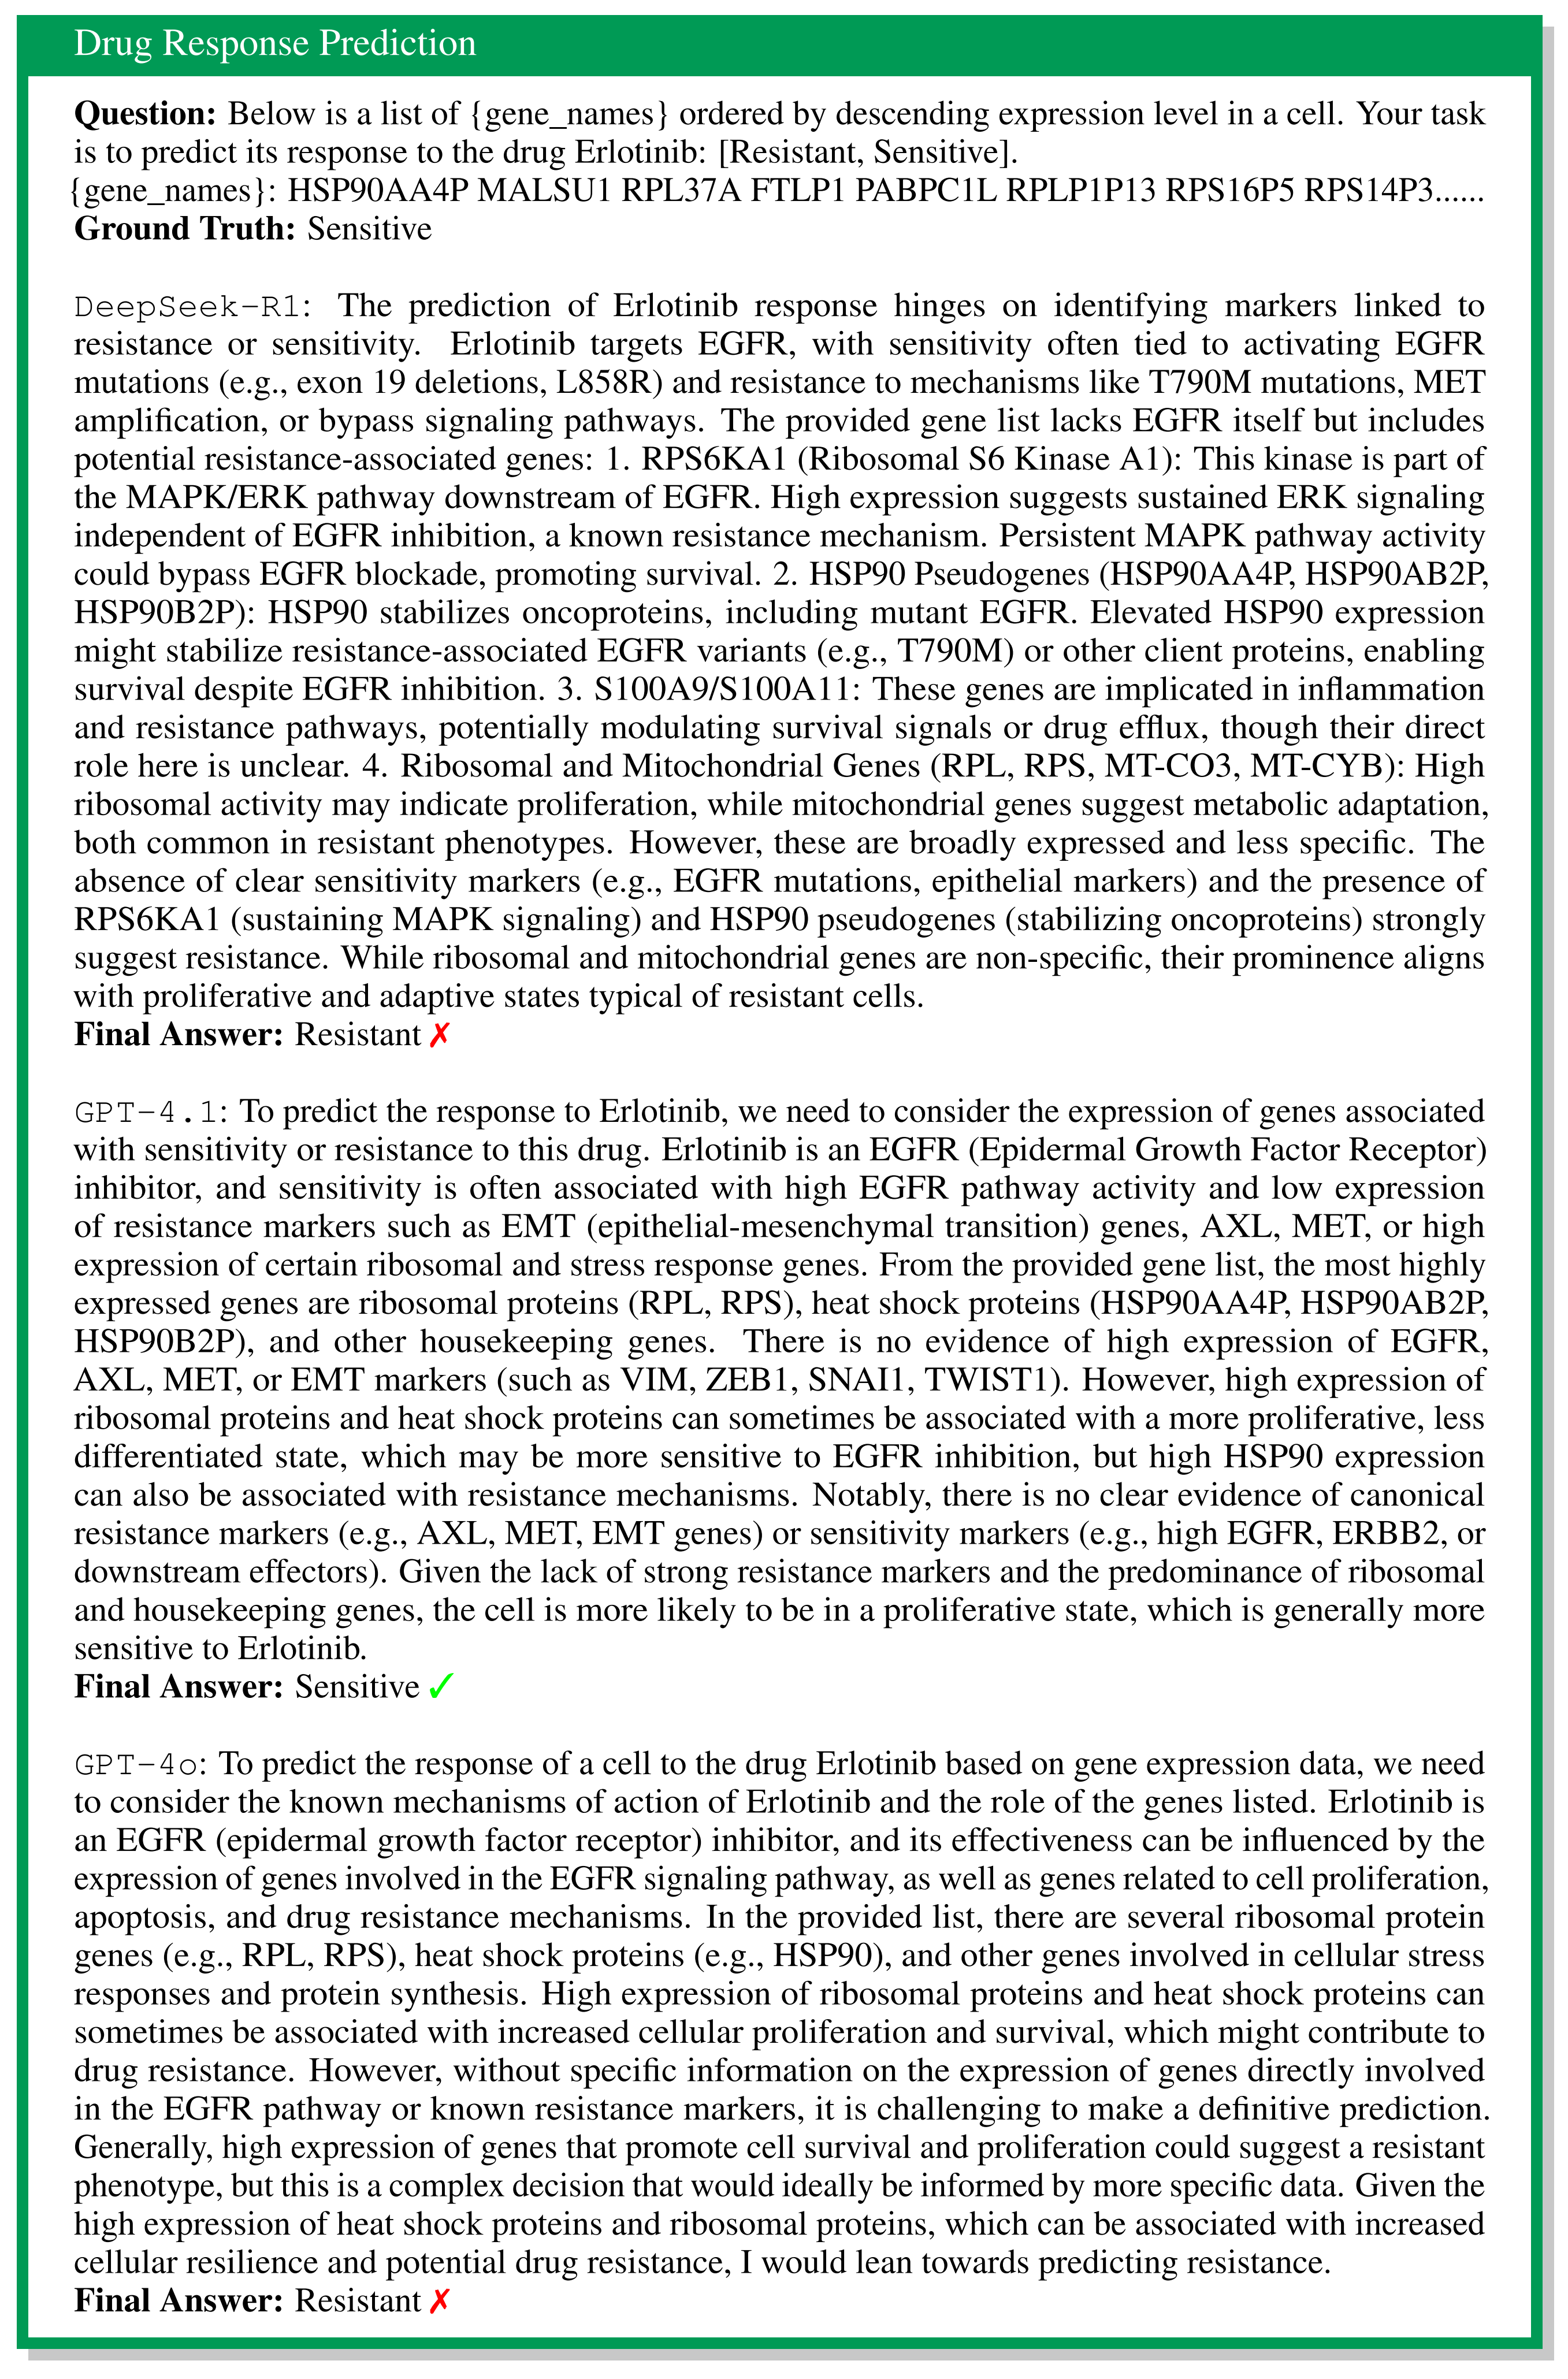 Drug Response Prediction
Question: Below is a list of {gene_names} ordered by descending expression level in a cell. Your task
is to predict its response to the drug Erlotinib: [Resistant, Sensitive].
{gene_names}: HSP90AA4P MALSU1 RPL37A FTLP1 PABPC1L RPLP1P13 RPS16P5 RPS14P3......
Ground Truth: Sensitive
DeepSeek-R1: The prediction of Erlotinib response hinges on identifying markers linked to
resistance or sensitivity. Erlotinib targets EGFR, with sensitivity often tied to activating EGFR
mutations (e.g., exon 19 deletions, L858R) and resistance to mechanisms like T790M mutations, MET
amplification, or bypass signaling pathways. The provided gene list lacks EGFR itself but includes
potential resistance-associated genes: 1. RPS6KA1 (Ribosomal S6 Kinase A1): This kinase is part of
the MAPK/ERK pathway downstream of EGFR. High expression suggests sustained ERK signaling
independent of EGFR inhibition, a known resistance mechanism. Persistent MAPK pathway activity
could bypass EGFR blockade, promoting survival. 2. HSP90 Pseudogenes (HSP90AA4P, HSP90AB2P,
HSP90B2P): HSP90 stabilizes oncoproteins, including mutant EGFR. Elevated HSP90 expression
might stabilize resistance-associated EGFR variants (e.g., T790M) or other client proteins, enabling
survival despite EGFR inhibition. 3. S100A9/S100A11: These genes are implicated in inflammation
and resistance pathways, potentially modulating survival signals or drug efflux, though their direct
role here is unclear. 4. Ribosomal and Mitochondrial Genes (RPL, RPS, MT-CO3, MT-CYB): High
ribosomal activity may indicate proliferation, while mitochondrial genes suggest metabolic adaptation,
both common in resistant phenotypes. However, these are broadly expressed and less specific. The
absence of clear sensitivity markers (e.g., EGFR mutations, epithelial markers) and the presence of
RPS6KA1 (sustaining MAPK signaling) and HSP90 pseudogenes (stabilizing oncoproteins) strongly
suggest resistance. While ribosomal and mitochondrial genes are non-specific, their prominence aligns
with proliferative and adaptive states typical of resistant cells.
Final Answer: Resistant ✗
GPT-4.1: To predict the response to Erlotinib, we need to consider the expression of genes associated
with sensitivity or resistance to this drug. Erlotinib is an EGFR (Epidermal Growth Factor Receptor)
inhibitor, and sensitivity is often associated with high EGFR pathway activity and low expression
of resistance markers such as EMT (epithelial-mesenchymal transition) genes, AXL, MET, or high
expression of certain ribosomal and stress response genes. From the provided gene list, the most highly
expressed genes are ribosomal proteins (RPL, RPS), heat shock proteins (HSP90AA4P, HSP90AB2P,
HSP90B2P), and other housekeeping genes. There is no evidence of high expression of EGFR,
AXL, MET, or EMT markers (such as VIM, ZEB1, SNAI1, TWIST1). However, high expression of
ribosomal proteins and heat shock proteins can sometimes be associated with a more proliferative, less
differentiated state, which may be more sensitive to EGFR inhibition, but high HSP90 expression
can also be associated with resistance mechanisms. Notably, there is no clear evidence of canonical
resistance markers (e.g., AXL, MET, EMT genes) or sensitivity markers (e.g., high EGFR, ERBB2, or
downstream effectors). Given the lack of strong resistance markers and the predominance of ribosomal
and housekeeping genes, the cell is more likely to be in a proliferative state, which is generally more
sensitive to Erlotinib.
Final Answer: Sensitive ✓
GPT-4o: To predict the response of a cell to the drug Erlotinib based on gene expression data, we need
to consider the known mechanisms of action of Erlotinib and the role of the genes listed. Erlotinib is
an EGFR (epidermal growth factor receptor) inhibitor, and its effectiveness can be influenced by the
expression of genes involved in the EGFR signaling pathway, as well as genes related to cell proliferation,
apoptosis, and drug resistance mechanisms. In the provided list, there are several ribosomal protein
genes (e.g., RPL, RPS), heat shock proteins (e.g., HSP90), and other genes involved in cellular stress
responses and protein synthesis. High expression of ribosomal proteins and heat shock proteins can
sometimes be associated with increased cellular proliferation and survival, which might contribute to
drug resistance. However, without specific information on the expression of genes directly involved
in the EGFR pathway or known resistance markers, it is challenging to make a definitive prediction.
Generally, high expression of genes that promote cell survival and proliferation could suggest a resistant
phenotype, but this is a complex decision that would ideally be informed by more specific data. Given the
high expression of heat shock proteins and ribosomal proteins, which can be associated with increased
cellular resilience and potential drug resistance, I would lean towards predicting resistance.
Final Answer: Resistant ✗